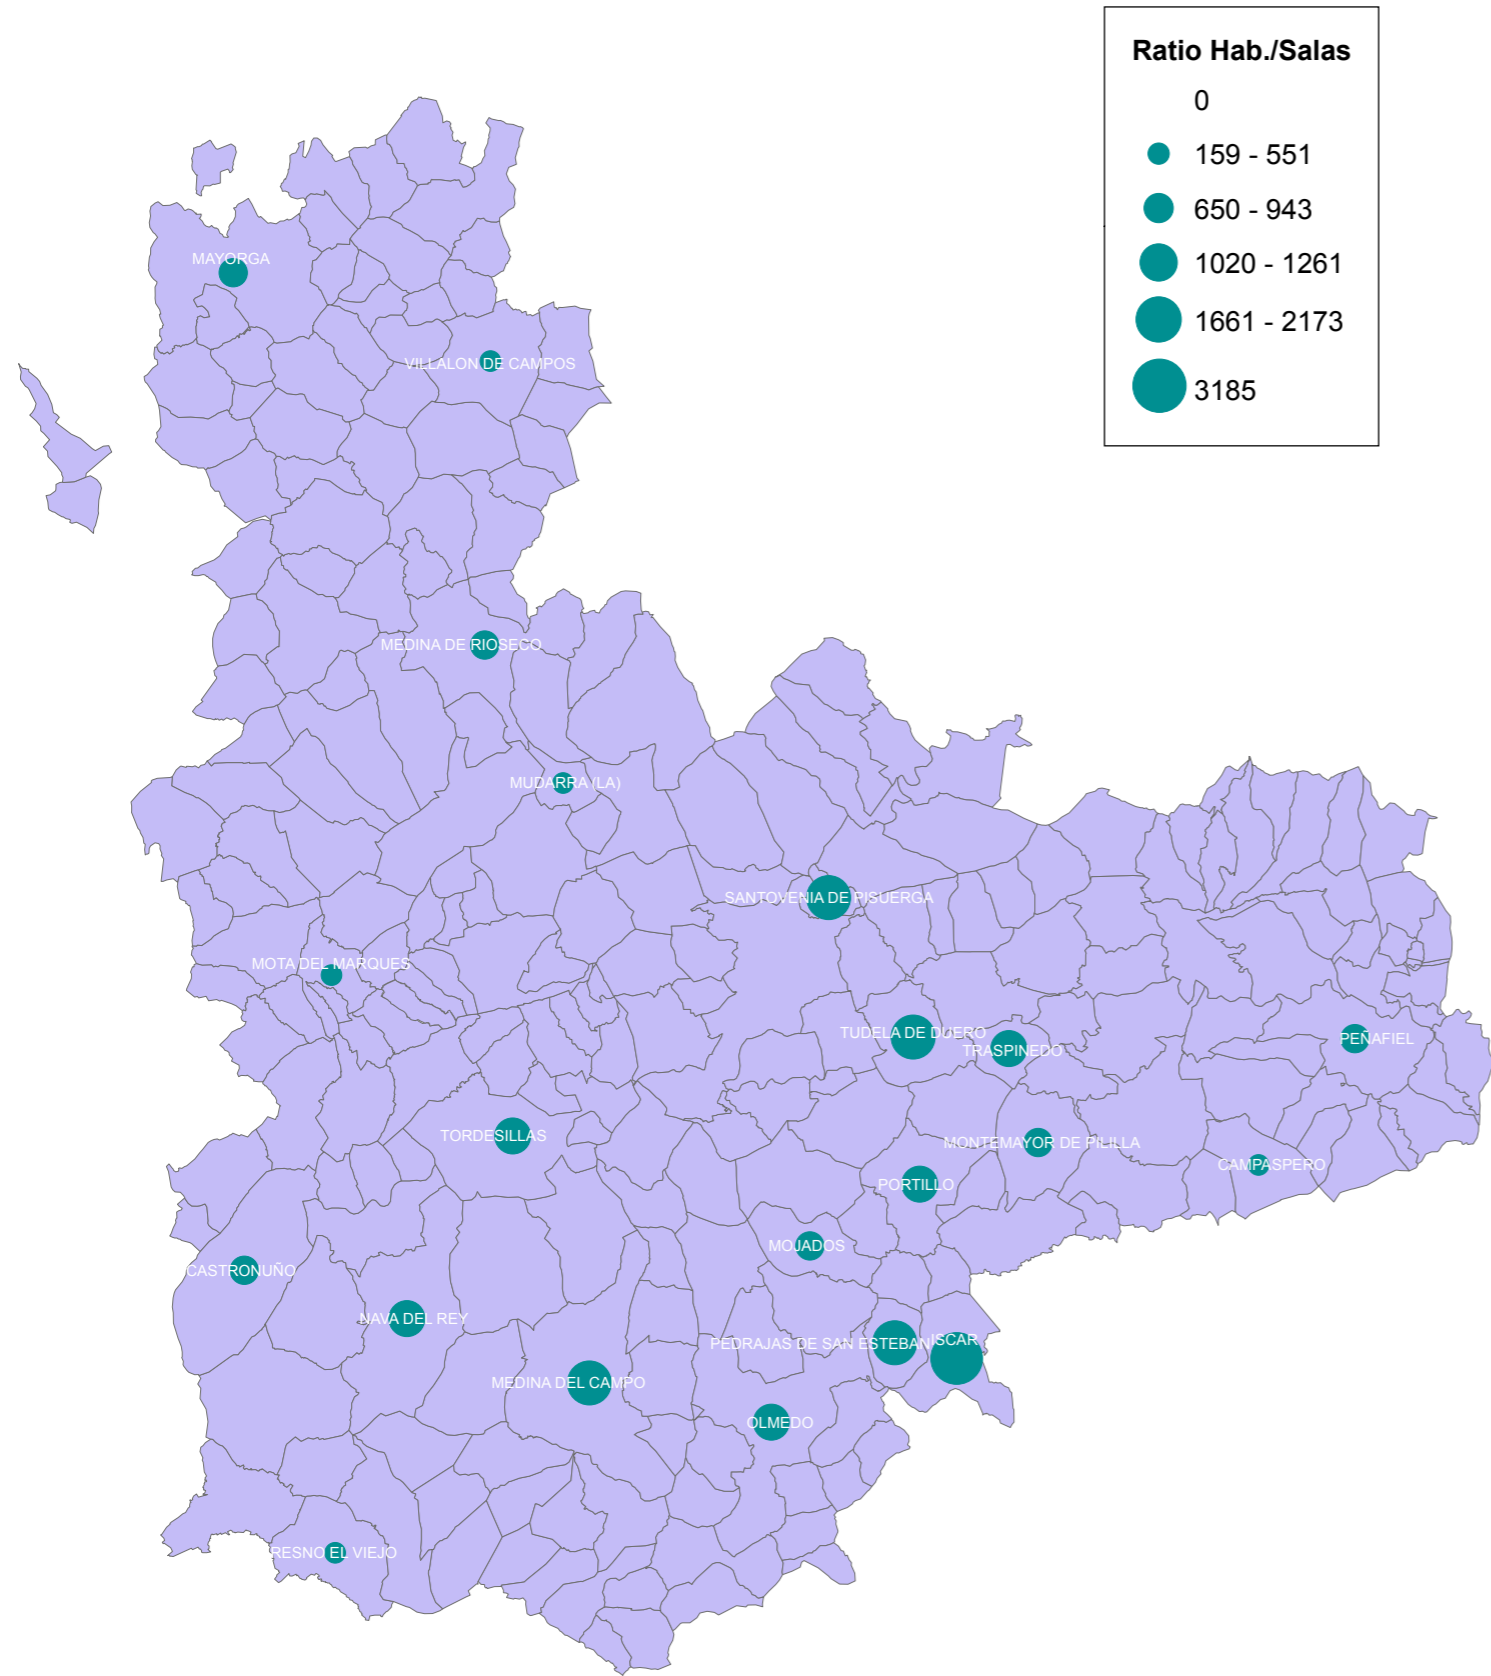 Ratio Hab./Salas
0
159 - 551
650 - 943
1020 - 1261
1661 - 2173
3185
MAYORGA
VILLALON DE CAMPOS
MEDINA DE RIOSECO
MUDARRA (LA)
SANTOVENIA DE PISUERGA
MOTA DEL MARQUES
TUDELA DE DUERO
TRASPINEDO
PEÑAFIEL
TORDESILLAS
MONTEMAYOR DE PILILLA
CAMPASPERO
PORTILLO
MOJADOS
CASTRONUÑO
NAVA DEL REY
PEDRAJAS DE SAN ESTEBAN
ISCAR
MEDINA DEL CAMPO
OLMEDO
RESNO EL VIEJO